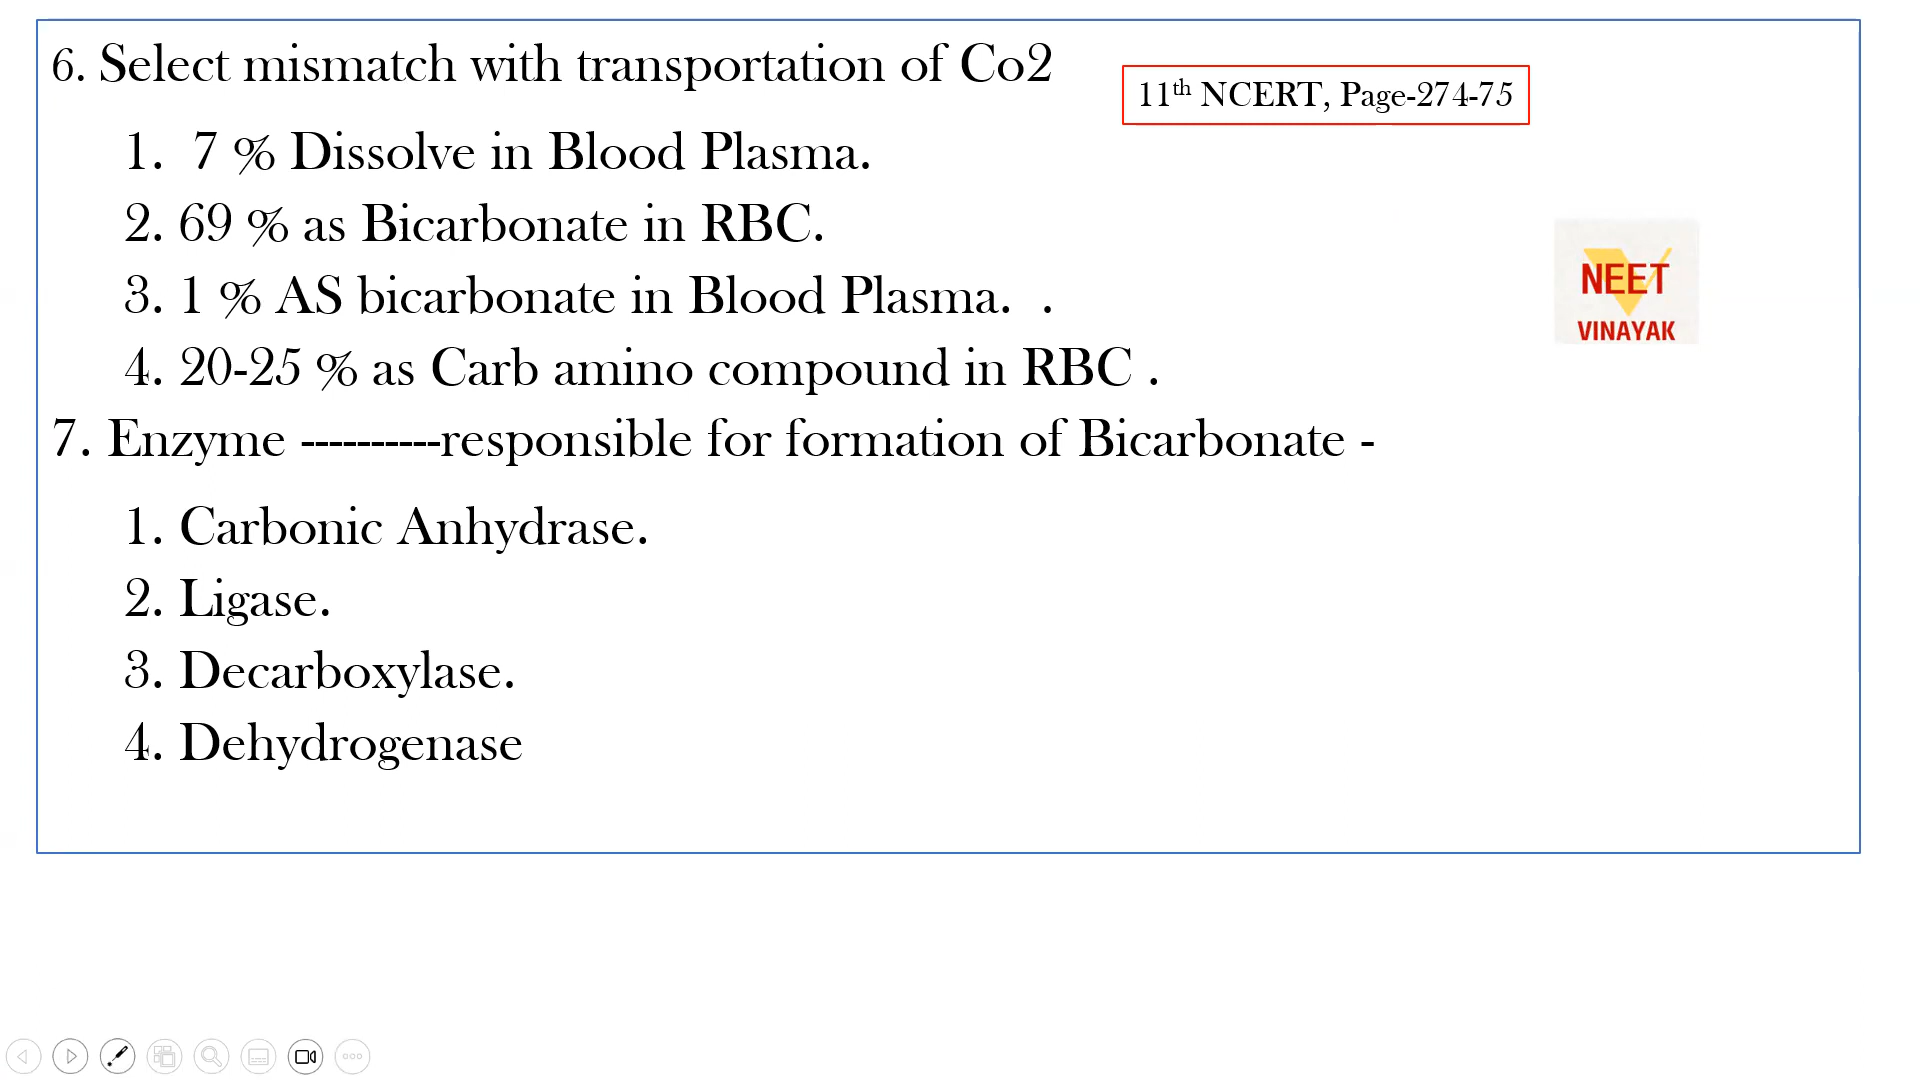 6. Select mismatch with transportation of Co2
11th NCERT, Page-274-75
1. 7 % Dissolve in Blood Plasma.
2. 69 % as Bicarbonate in RBC.
3. 1 % AS bicarbonate in Blood Plasma. .
4. 20-25 % as Carb amino compound in RBC .
NEET
VINAYAK
7. Enzyme ----------responsible for formation of Bicarbonate -
1. Carbonic Anhydrase.
2. Ligase.
3. Decarboxylase.
4. Dehydrogenase